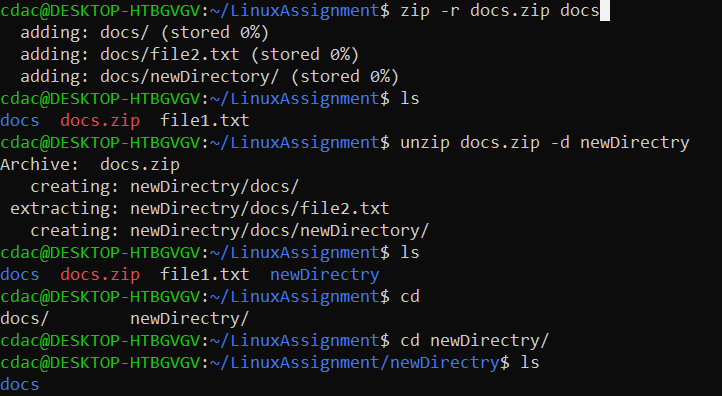 cdac@DESKTOP-HTBGVGV:~/LinuxAssignment$ zip -r docs.zip docs
  adding: docs/ (stored 0%)
  adding: docs/file2.txt (stored 0%)
  adding: docs/newDirectory/ (stored 0%)
cdac@DESKTOP-HTBGVGV:~/LinuxAssignment$ ls
docs  docs.zip  file1.txt
cdac@DESKTOP-HTBGVGV:~/LinuxAssignment$ unzip docs.zip -d newDirectry
Archive:  docs.zip
   creating: newDirectry/docs/
 extracting: newDirectry/docs/file2.txt
   creating: newDirectry/docs/newDirectory/
cdac@DESKTOP-HTBGVGV:~/LinuxAssignment$ ls
docs  docs.zip  file1.txt  newDirectry
cdac@DESKTOP-HTBGVGV:~/LinuxAssignment$ cd
docs/        newDirectry/
cdac@DESKTOP-HTBGVGV:~/LinuxAssignment$ cd newDirectry/
cdac@DESKTOP-HTBGVGV:~/LinuxAssignment/newDirectry$ ls
docs